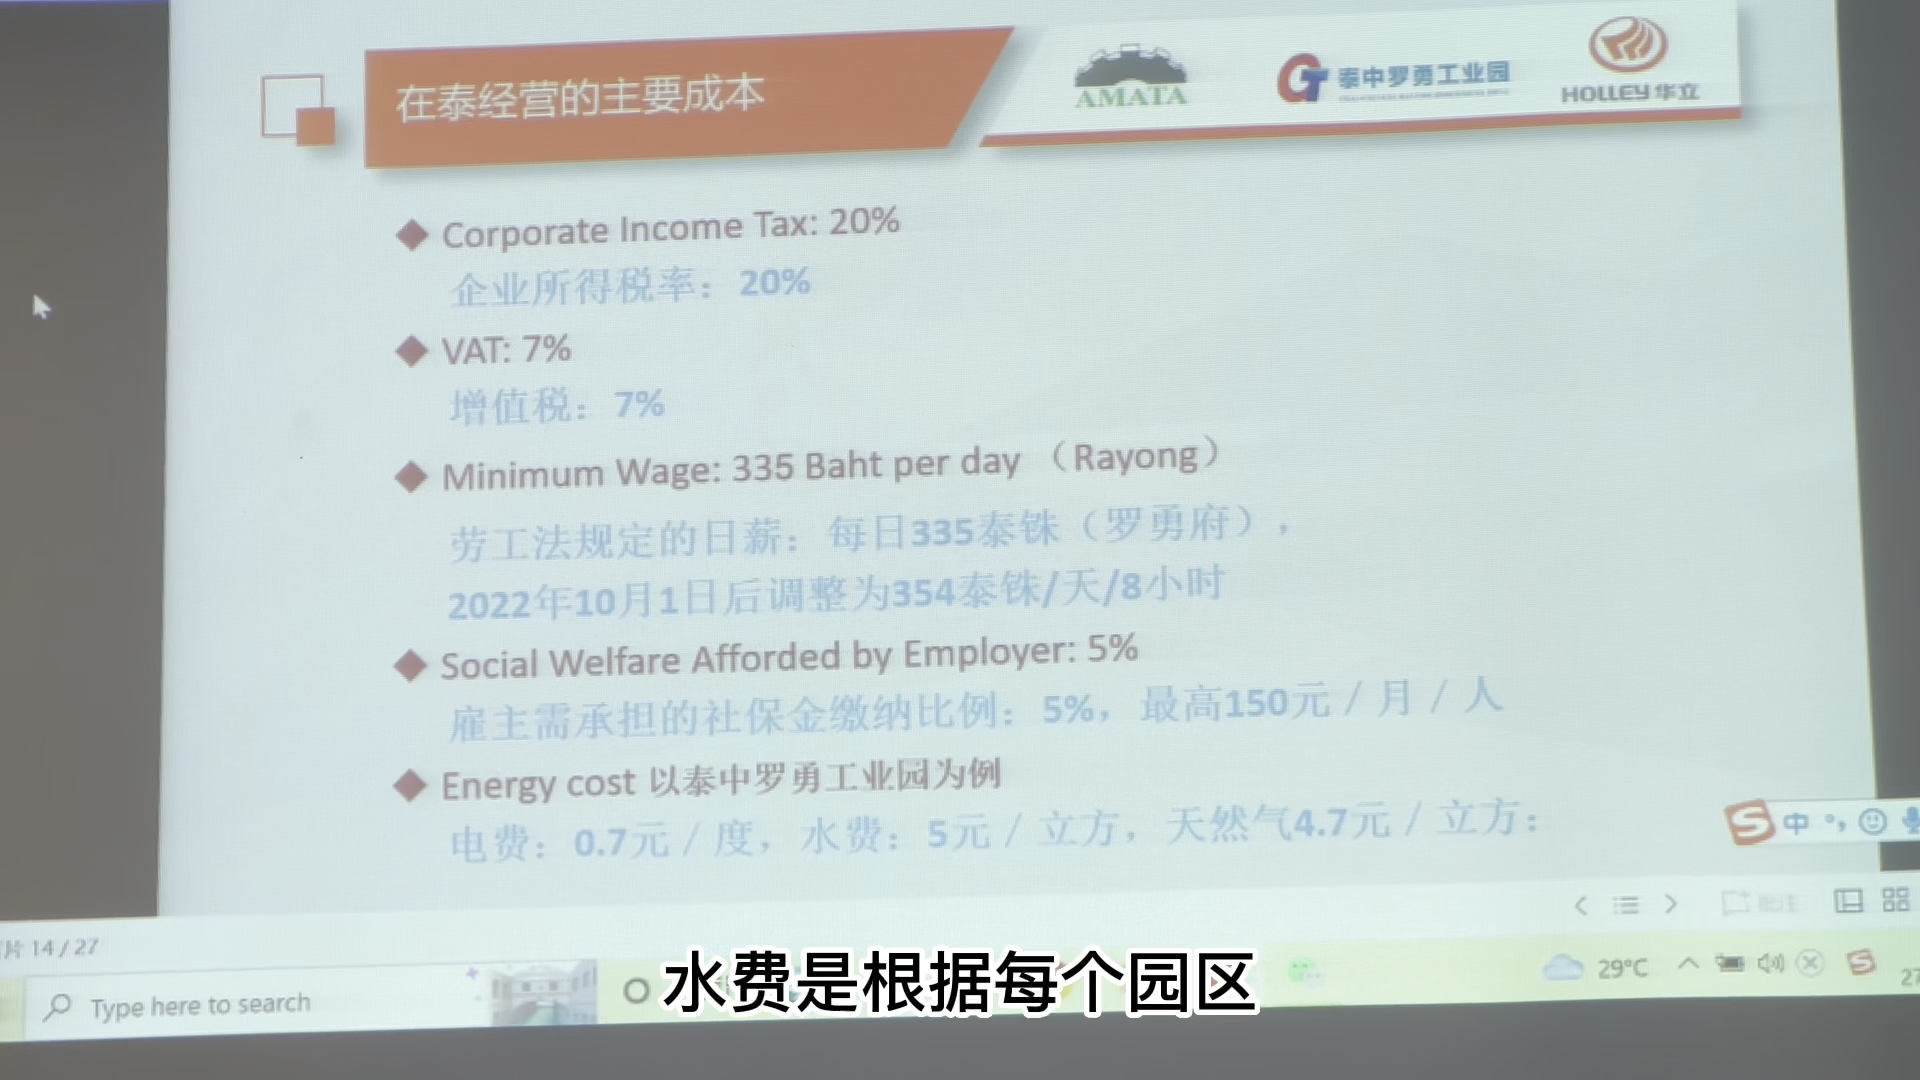 在泰经营的主要成本
AMATA
GT 泰中罗勇工业园
HOLLEY 华立
Corporate Income Tax: 20%
企业所得税率：20%
VAT: 7%
增值税：7%
Minimum Wage: 335 Baht per day （Rayong）
劳工法规定的日薪：每日335泰铢（罗勇府），
2022年10月1日后调整为354泰铢/天/8小时
Social Welfare Afforded by Employer: 5%
雇主需承担的社保金缴纳比例：5%，最高150元 / 月 / 人
Energy cost 以泰中罗勇工业园为例
电费：0.7元 / 度，水费：5元 / 立方，天然气4.7元 / 立方：
中
片 14 / 27
Type here to search
29°C
水费是根据每个园区